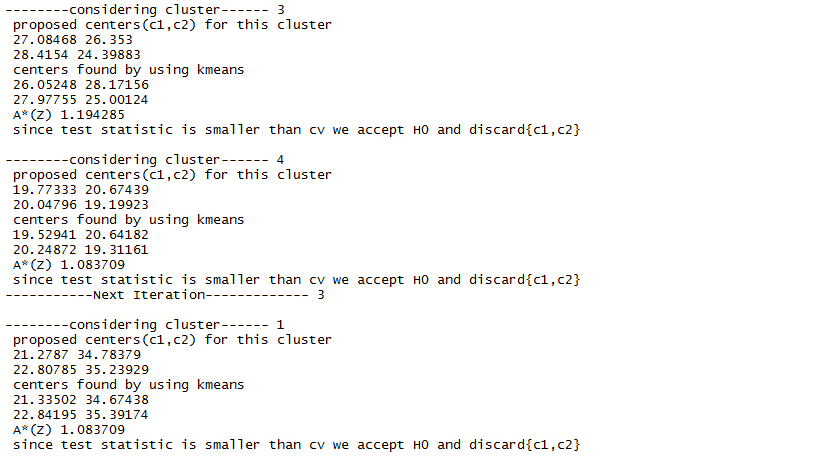 --------considering cluster------ 3
proposed centers(c1,c2) for this cluster
27.08468 26.353
28.4154 24.39883
centers found by using kmeans
26.05248 28.17156
27.97755 25.00124
A*(Z) 1.194285
since test statistic is smaller than cv we accept H0 and discard{c1,c2}
--------considering cluster------ 4
proposed centers(c1,c2) for this cluster
19.77333 20.67439
20.04796 19.19923
centers found by using kmeans
19.52941 20.64182
20.24872 19.31161
A*(Z) 1.083709
since test statistic is smaller than cv we accept H0 and discard{c1,c2}
-----------Next Iteration------------- 3
--------considering cluster------ 1
proposed centers(c1,c2) for this cluster
21.2787 34.78379
22.80785 35.23929
centers found by using kmeans
21.33502 34.67438
22.84195 35.39174
A*(Z) 1.083709
since test statistic is smaller than cv we accept H0 and discard{c1,c2}